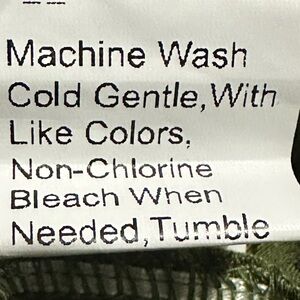 Machine Wash
Cold Gentle,With
Like Colors,
Non-Chlorine
Bleach When
Needed,Tumble